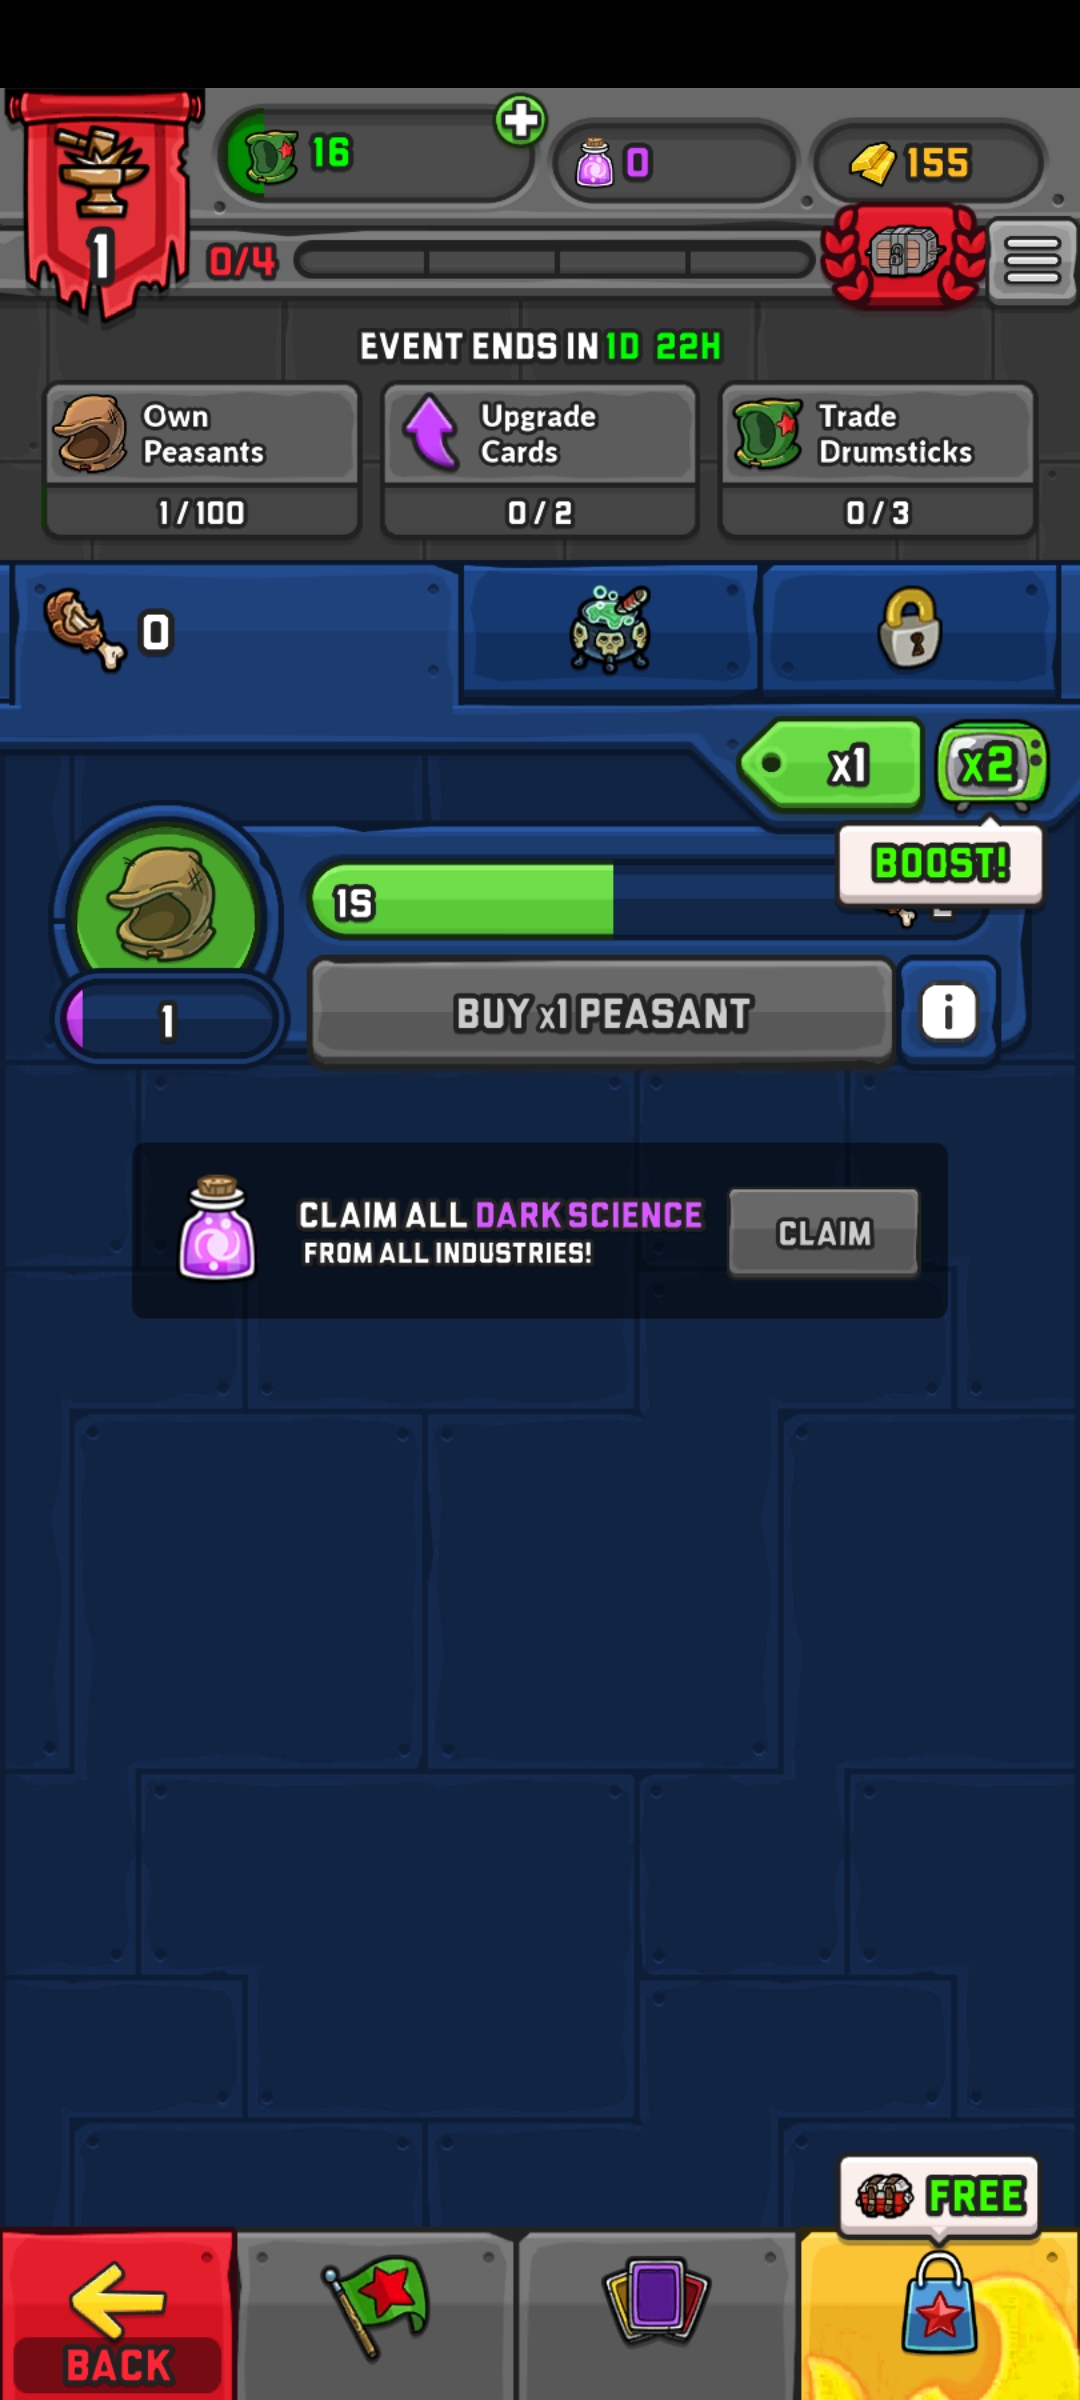 16
0
155
1
0/4
EVENT ENDS IN 1D 22H
Own
Peasants
1/100
Upgrade
Cards
0/2
Trade
Drumsticks
0/3
0
x1
x2
BOOST!
1S
1
BUY x1 PEASANT
i
CLAIM ALL DARK SCIENCE
FROM ALL INDUSTRIES!
CLAIM
FREE
BACK